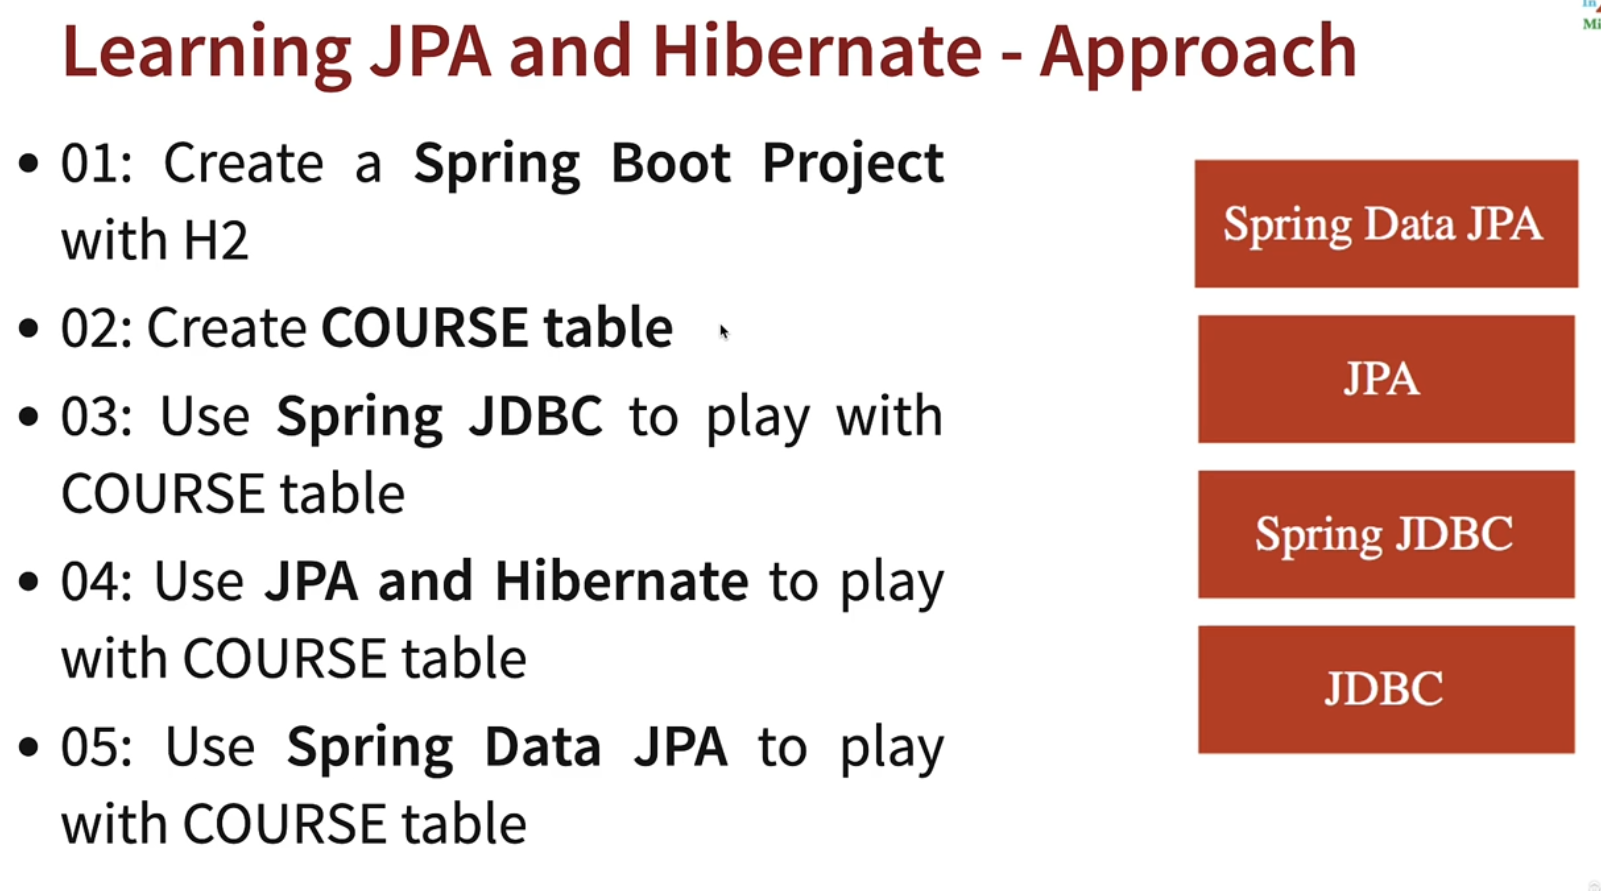 Learning JPA and Hibernate - Approach
• 01: Create a Spring Boot Project
with H2
• 02: Create COURSE table
• 03: Use Spring JDBC to play with
COURSE table
• 04: Use JPA and Hibernate to play
with COURSE table
• 05: Use Spring Data JPA to play
with COURSE table
Spring Data JPA
JPA
Spring JDBC
JDBC